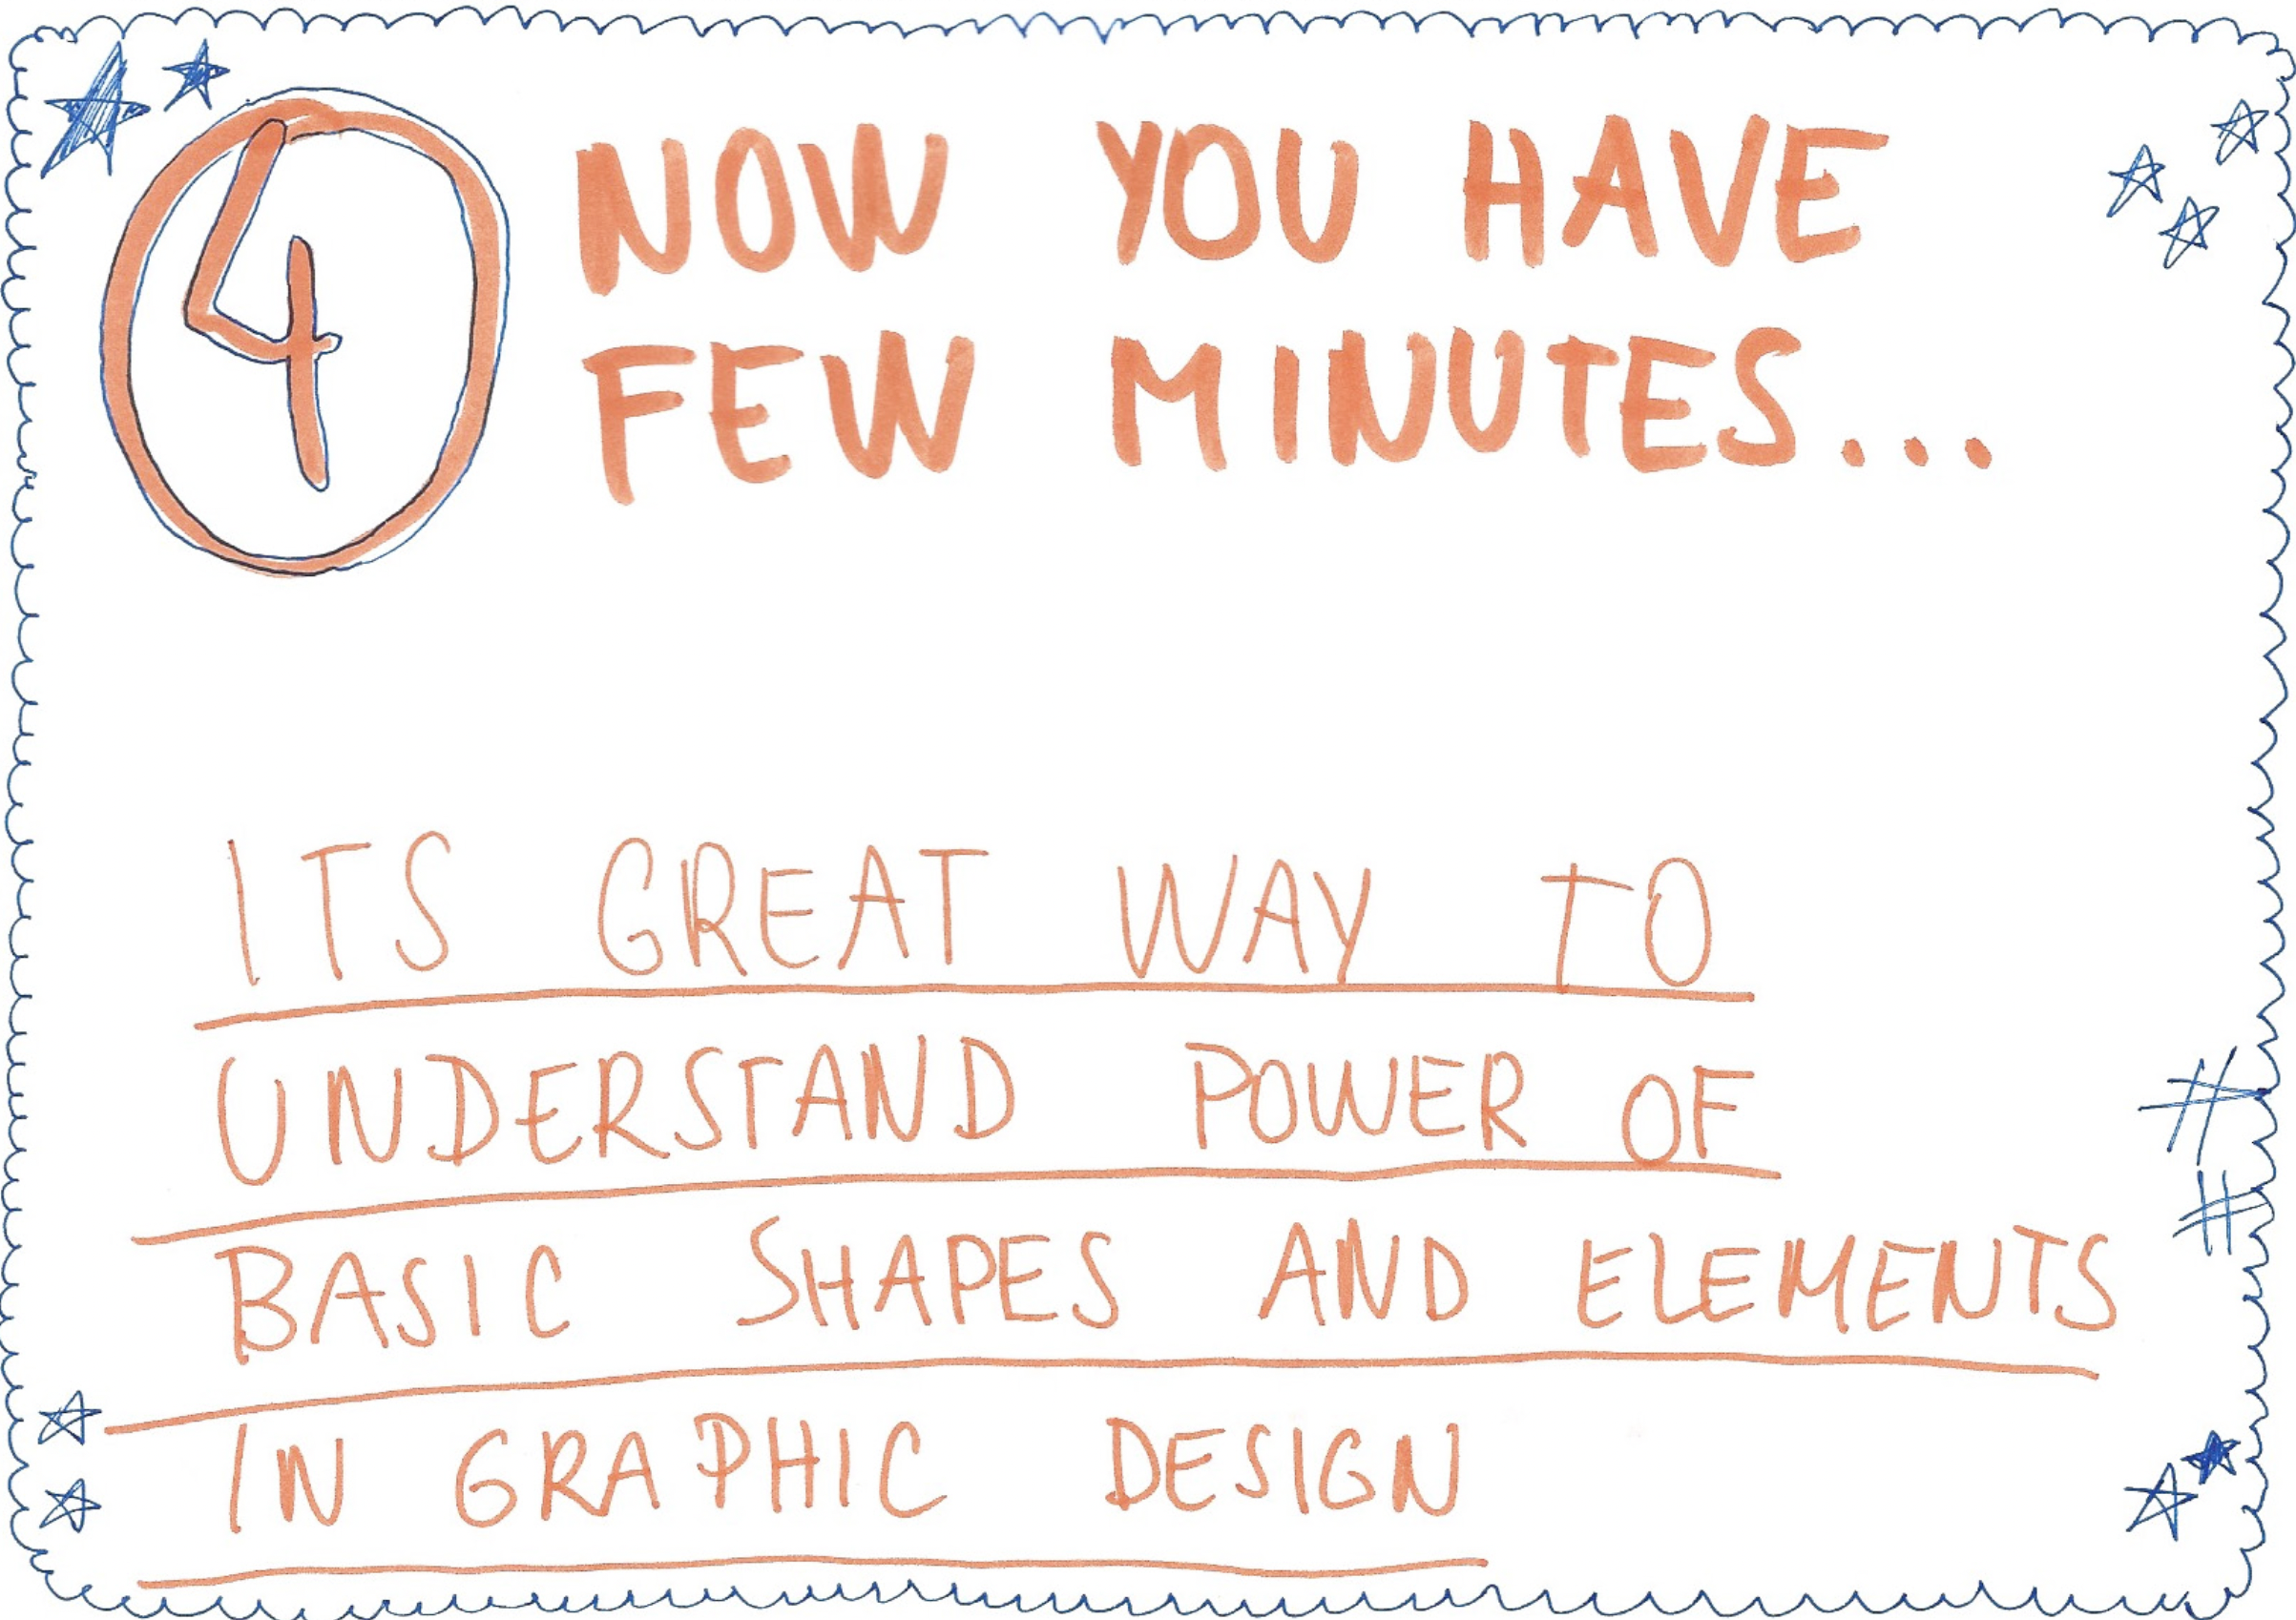 4
NOW YOU HAVE
FEW MINUTES...
ITS GREAT WAY TO
UNDERSTAND POWER OF
BASIC SHAPES AND ELEMENTS
IN GRAPHIC DESIGN
#
#